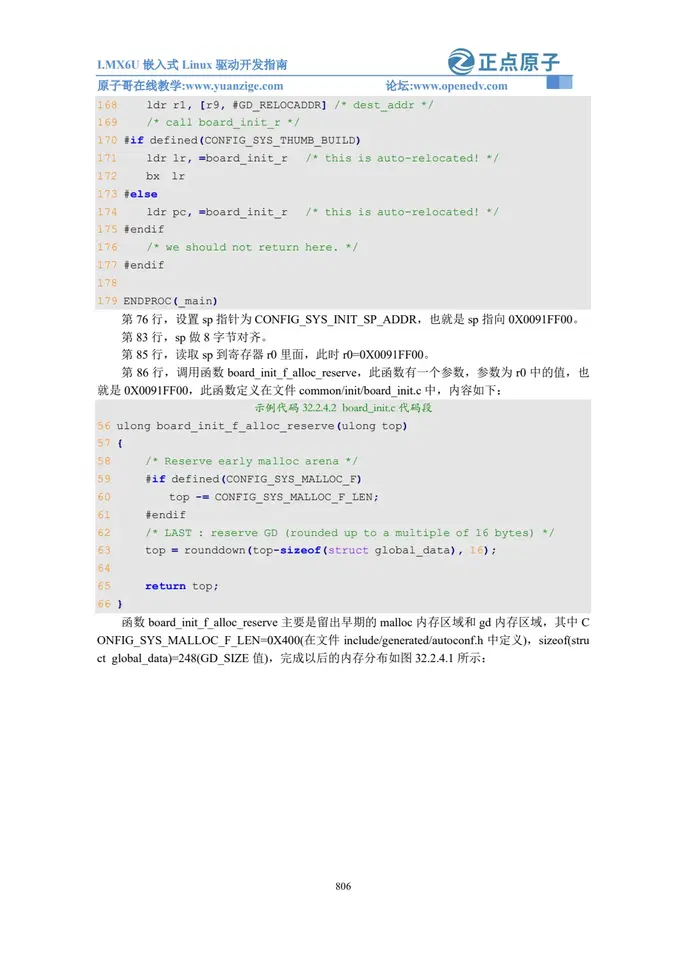 I.MX6U 嵌入式 Linux 驱动开发指南
正点原子
原子哥在线教学:www.yuanzige.com 论坛:www.openedv.com
168 ldr r1, [r9, #GD_RELOCADDR] /* dest_addr */
169 /* call board_init_r */
170 #if defined(CONFIG_SYS_THUMB_BUILD)
171 ldr lr, =board_init_r /* this is auto-relocated! */
172 bx lr
173 #else
174 ldr pc, =board_init_r /* this is auto-relocated! */
175 #endif
176 /* we should not return here. */
177 #endif
178
179 ENDPROC(_main)
第 76 行，设置 sp 指针为 CONFIG_SYS_INIT_SP_ADDR，也就是 sp 指向 0X0091FF00。
第 83 行，sp 做 8 字节对齐。
第 85 行，读取 sp 到寄存器 r0 里面，此时 r0=0X0091FF00。
第 86 行，调用函数 board_init_f_alloc_reserve，此函数有一个参数，参数为 r0 中的值，也
就是 0X0091FF00，此函数定义在文件 common/init/board_init.c 中，内容如下：
示例代码 32.2.4.2 board_init.c 代码段
56 ulong board_init_f_alloc_reserve(ulong top)
57 {
58 /* Reserve early malloc arena */
59 #if defined(CONFIG_SYS_MALLOC_F)
60 top -= CONFIG_SYS_MALLOC_F_LEN;
61 #endif
62 /* LAST : reserve GD (rounded up to a multiple of 16 bytes) */
63 top = rounddown(top-sizeof(struct global_data), 16);
64
65 return top;
66 }
函数 board_init_f_alloc_reserve 主要是留出早期的 malloc 内存区域和 gd 内存区域，其中 C
ONFIG_SYS_MALLOC_F_LEN=0X400(在文件 include/generated/autoconf.h 中定义)，sizeof(stru
ct global_data)=248(GD_SIZE 值)，完成以后的内存分布如图 32.2.4.1 所示：
806